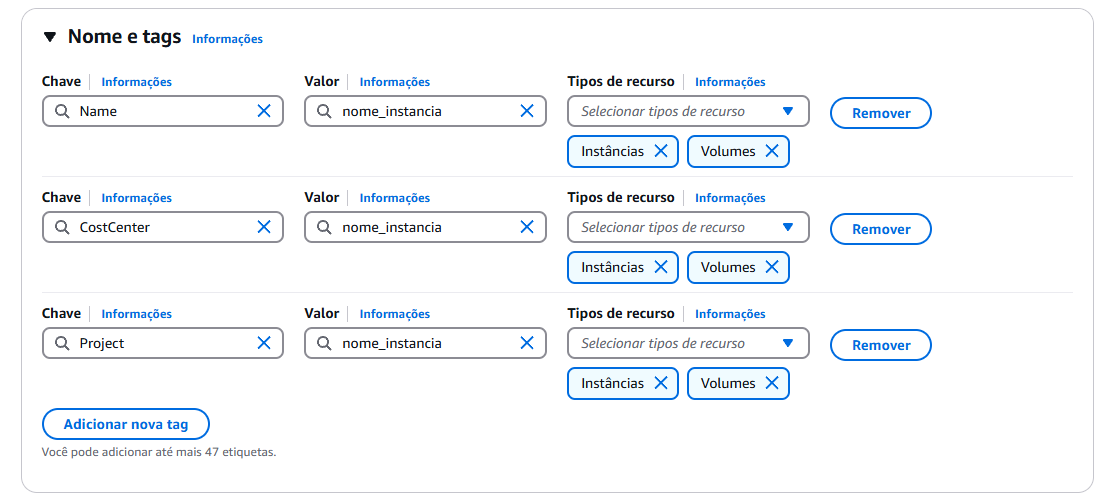 Nome e tags Informações
Chave Informações Valor Informações Tipos de recurso Informações
Name nome_instancia Selecionar tipos de recurso Remover
Instâncias Volumes
Chave Informações Valor Informações Tipos de recurso Informações
CostCenter nome_instancia Selecionar tipos de recurso Remover
Instâncias Volumes
Chave Informações Valor Informações Tipos de recurso Informações
Project nome_instancia Selecionar tipos de recurso Remover
Instâncias Volumes
Adicionar nova tag
Você pode adicionar até mais 47 etiquetas.